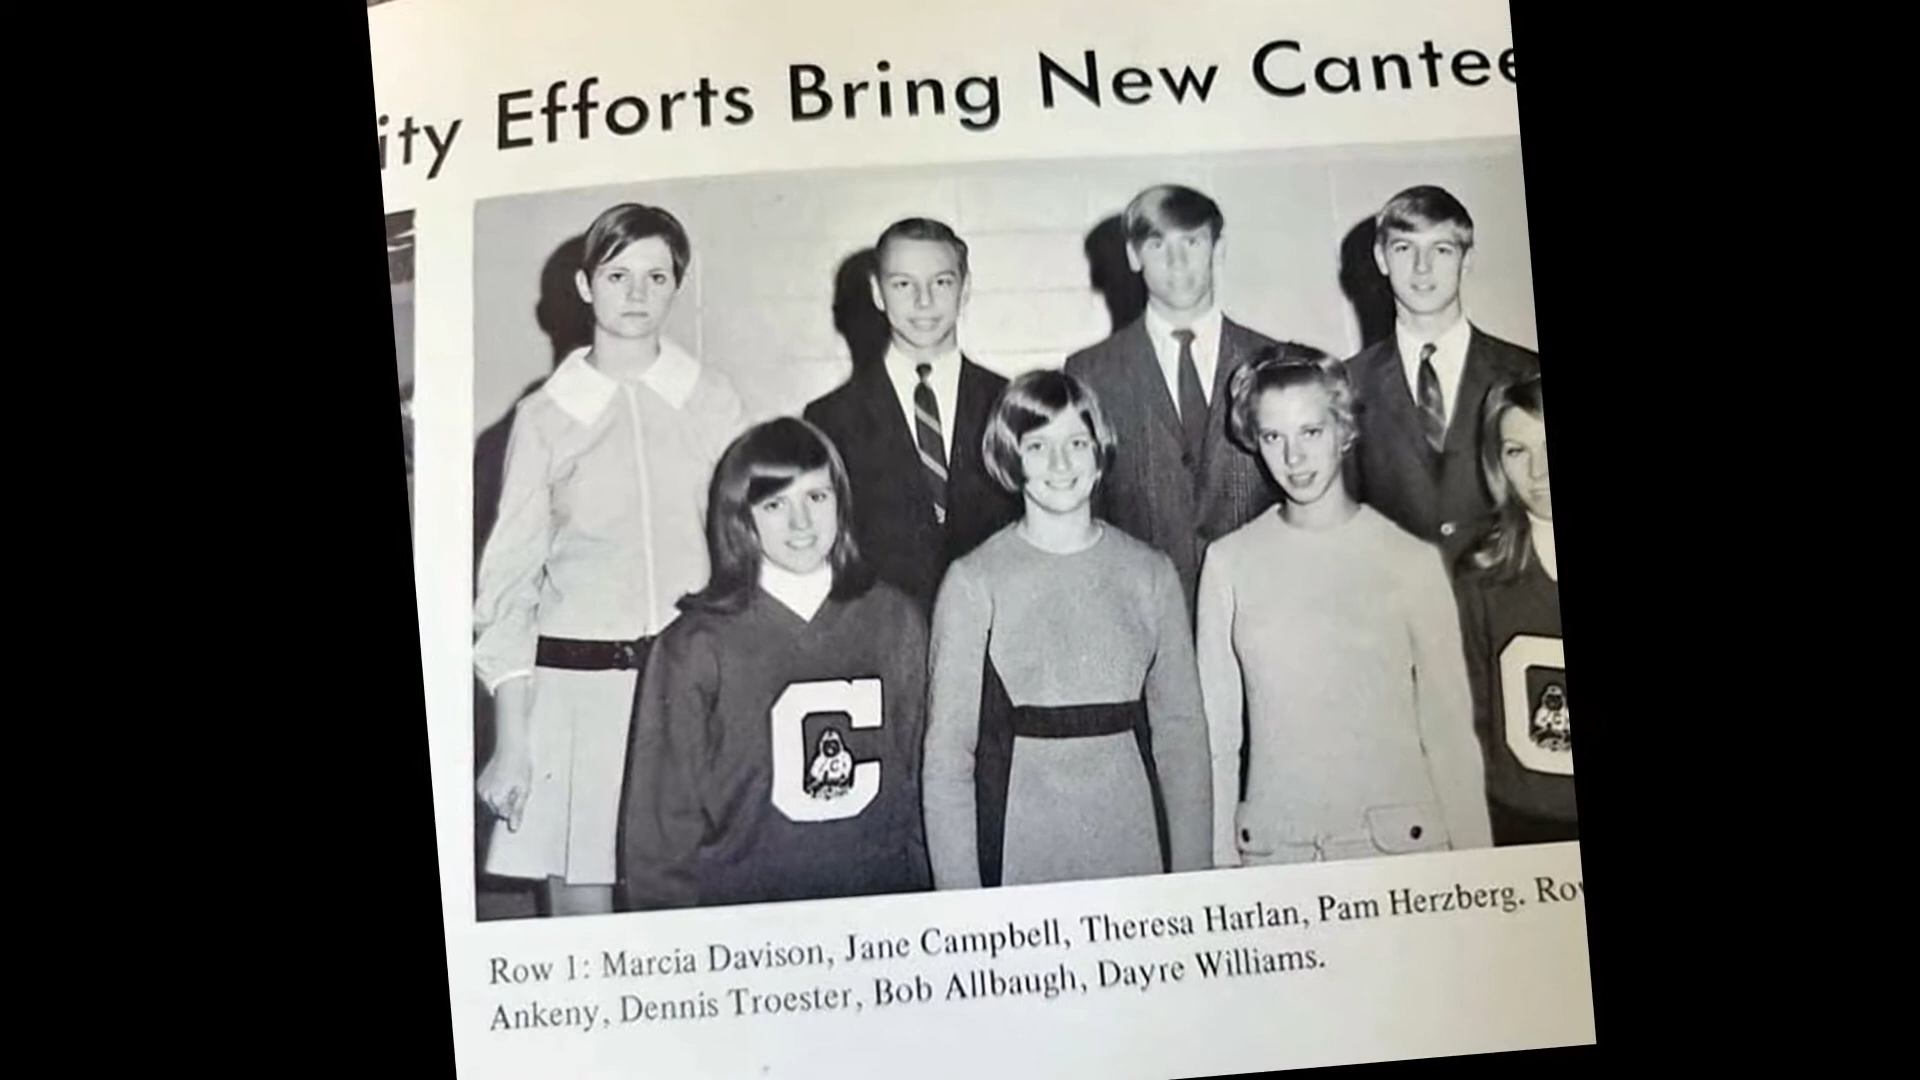 ity Efforts Bring New Cantee
C
C
Row 1: Marcia Davison, Jane Campbell, Theresa Harlan, Pam Herzberg. Ro
Ankeny, Dennis Troester, Bob Allbaugh, Dayre Williams.